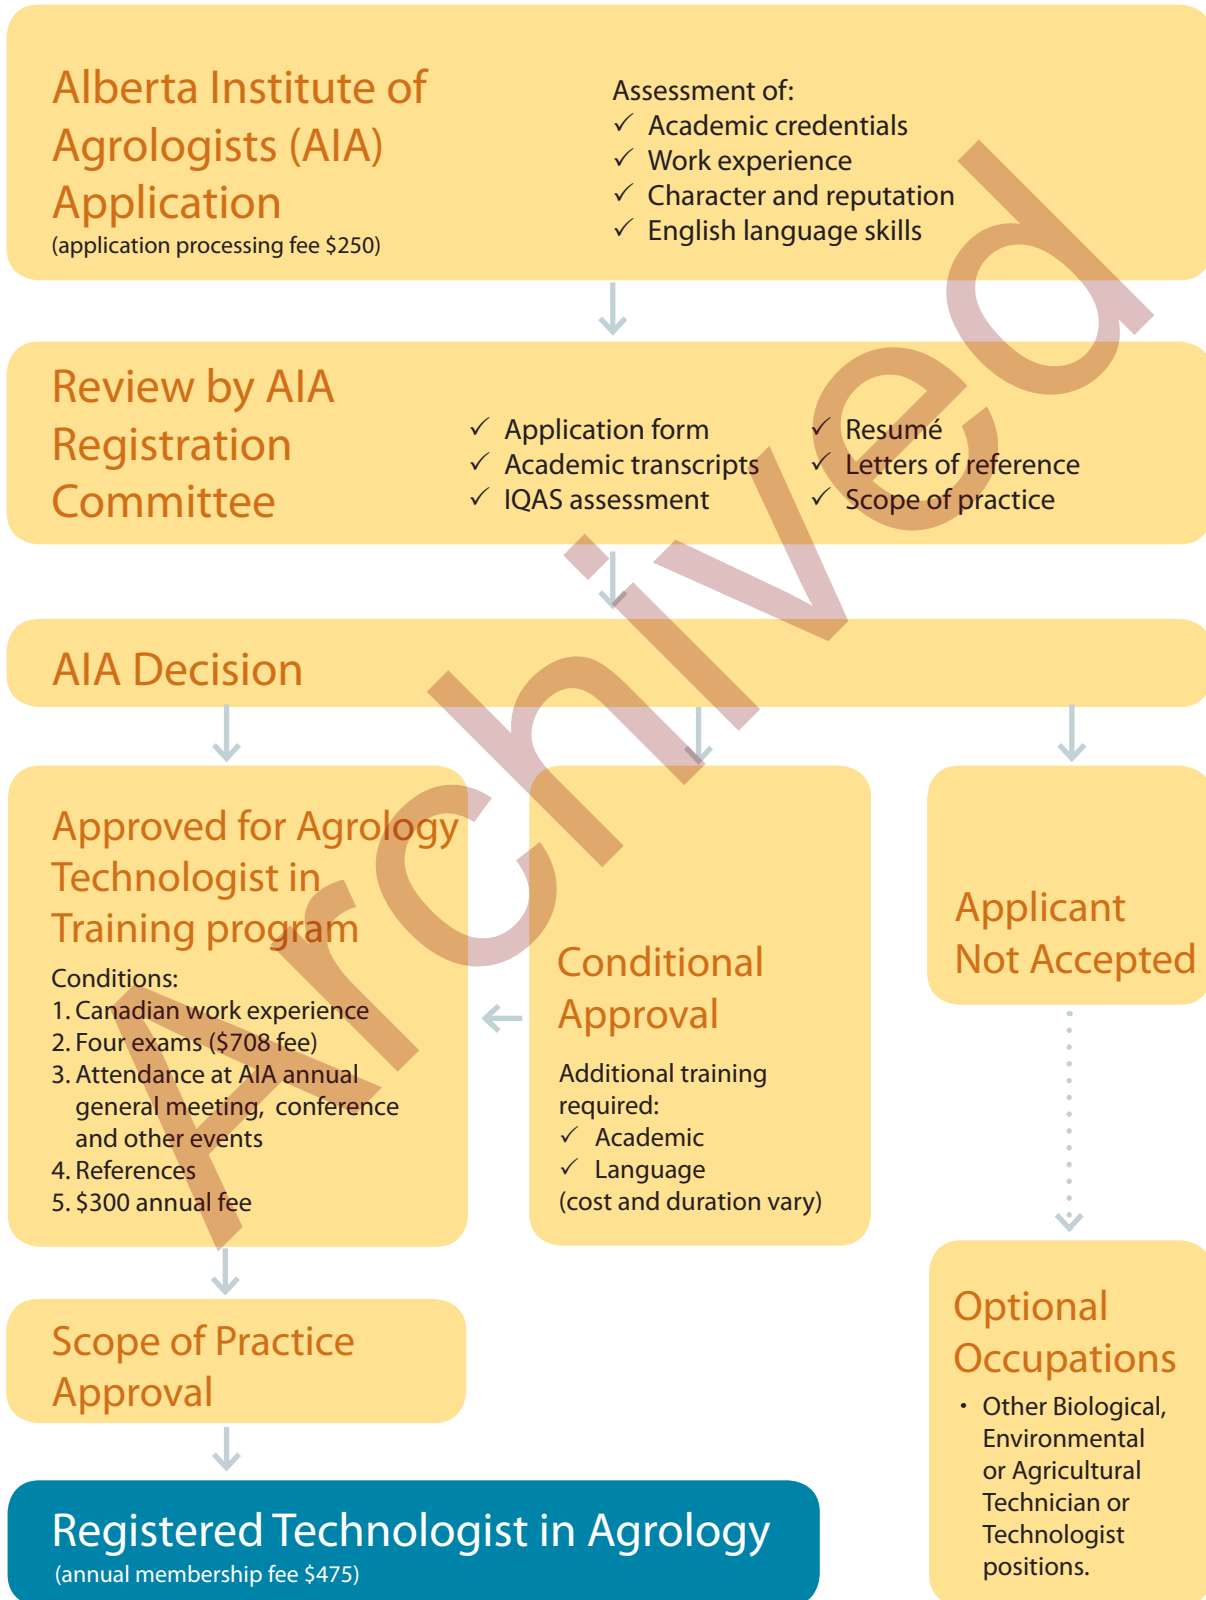 Alberta Institute of
Agrologists (AIA)
Application
(application processing fee $250)
Assessment of:
✓ Academic credentials
✓ Work experience
✓ Character and reputation
✓ English language skills
Review by AIA
Registration
Committee
✓ Application form
✓ Academic transcripts
✓ IQAS assessment
✓ Resumé
✓ Letters of reference
✓ Scope of practice
AIA Decision
Approved for Agrology
Technologist in
Training program
Conditions:
1. Canadian work experience
2. Four exams ($708 fee)
3. Attendance at AIA annual
general meeting, conference
and other events
4. References
5. $300 annual fee
Conditional
Approval
Additional training
required:
✓ Academic
✓ Language
(cost and duration vary)
Applicant
Not Accepted
Scope of Practice
Approval
Optional
Occupations
• Other Biological,
Environmental
or Agricultural
Technician or
Technologist
positions.
Registered Technologist in Agrology
(annual membership fee $475)
Archived